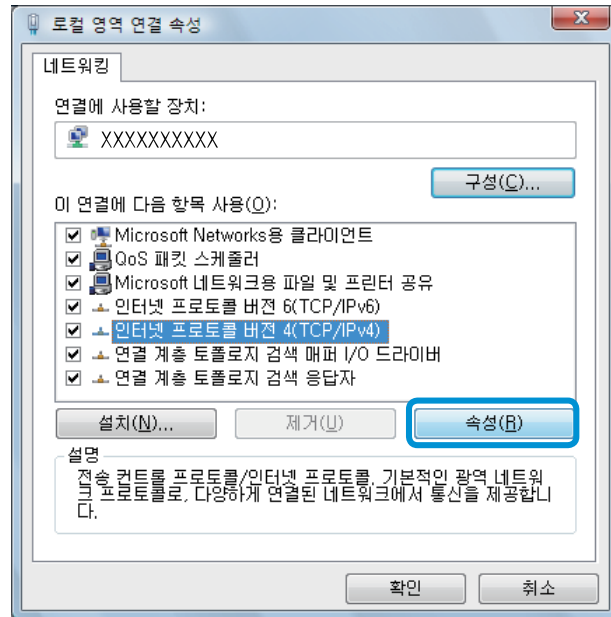 로컬 영역 연결 속성
네트워킹
연결에 사용할 장치:
XXXXXXXXXX
구성(C)...
이 연결에 다음 항목 사용(O):
Microsoft Networks용 클라이언트
QoS 패킷 스케줄러
Microsoft 네트워크용 파일 및 프린터 공유
인터넷 프로토콜 버전 6(TCP/IPv6)
인터넷 프로토콜 버전 4(TCP/IPv4)
연결 계층 토폴로지 검색 매퍼 I/O 드라이버
연결 계층 토폴로지 검색 응답자
설치(N)... 제거(U) 속성(R)
설명
전송 컨트롤 프로토콜/인터넷 프로토콜. 기본적인 광역 네트워
크 프로토콜로, 다양하게 연결된 네트워크에서 통신을 제공합니
다.
확인 취소